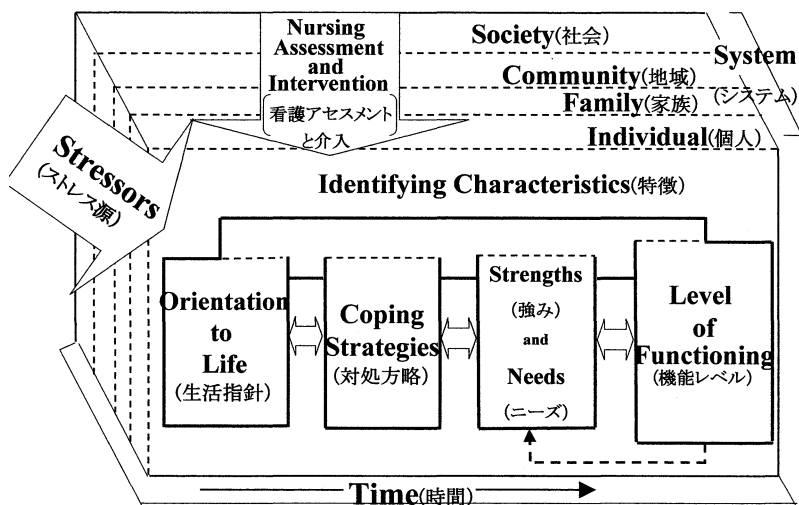 Nursing
Assessment
and
Intervention
看護アセスメント
と介入
Society(社会)
System
(システム)
Community(地域)
Family(家族)
Individual(個人)
Stressors
(ストレス源)
Identifying Characteristics(特徴)
Orientation
to
Life
(生活指針)
Coping
Strategies
(対処方略)
Strengths
(強み)
and
Needs
(ニーズ)
Level
of
Functioning
(機能レベル)
Time(時間)